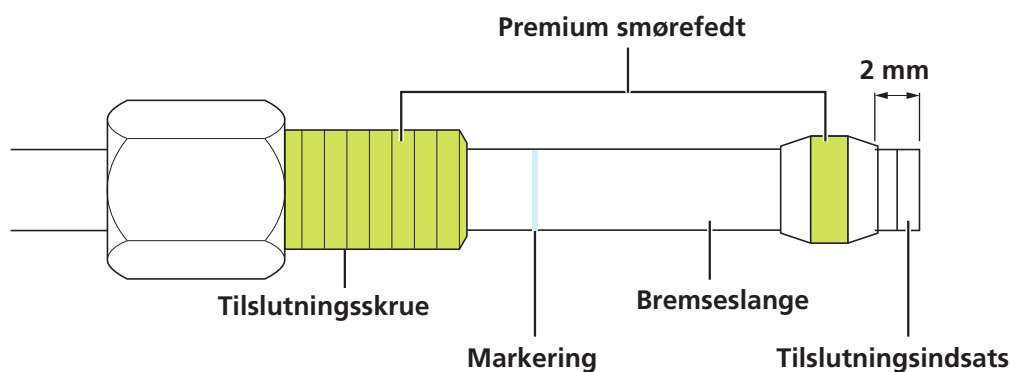 Premium smørefedt
2 mm
Tilslutningsskrue
Bremseslange
Markering
Tilslutningsindsats